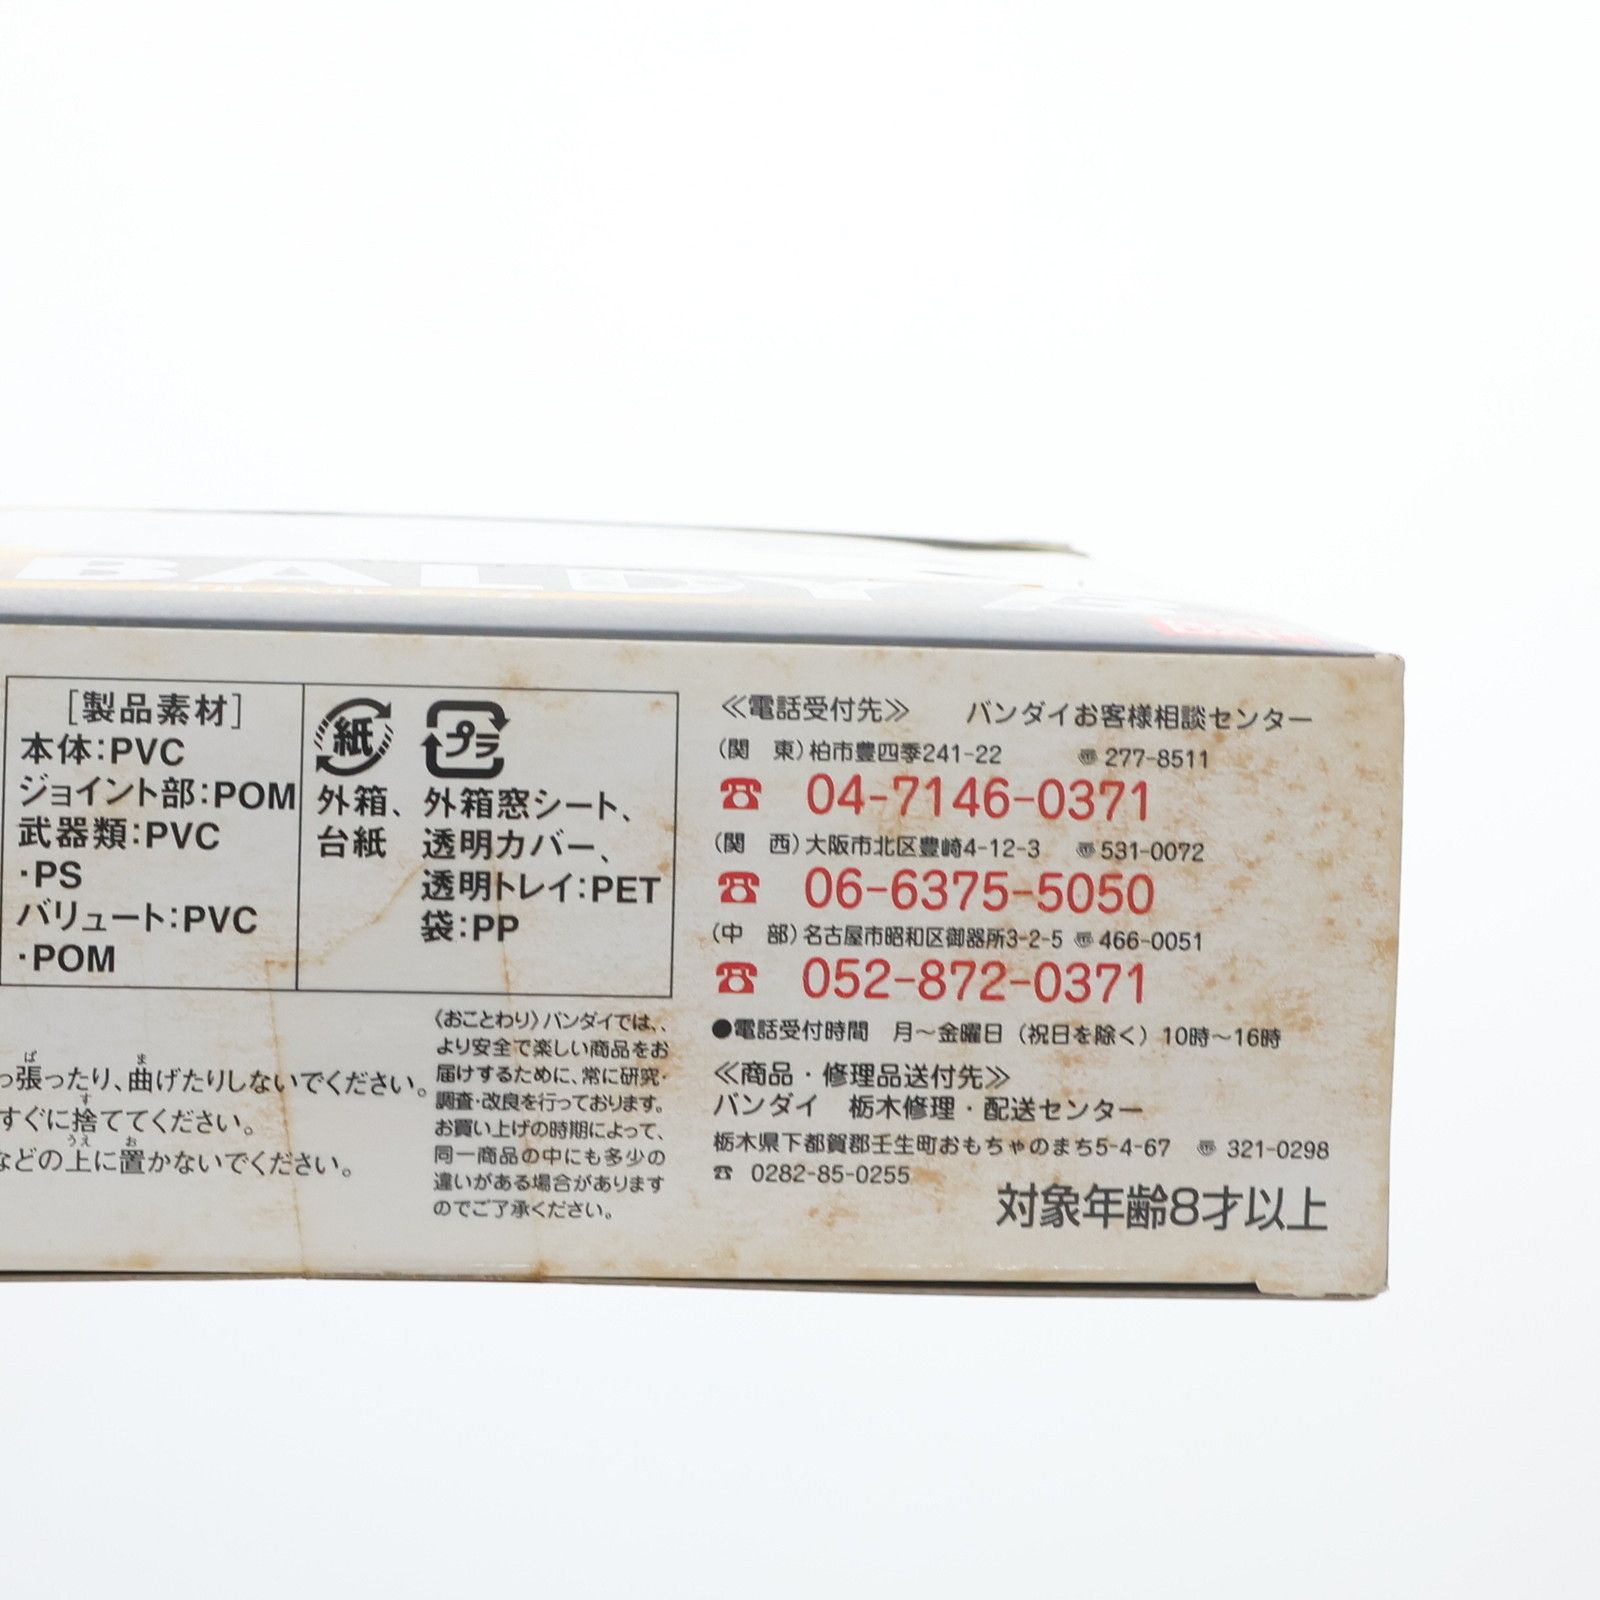 BALDY
[製品素材]
本体:PVC
ジョイント部:POM
武器類:PVC
・PS
バリュート:PVC
・POM
紙
外箱、
台紙
プラ
外箱窓シート、
透明カバー、
透明トレイ:PET
袋:PP
っ張ったり、曲げたりしないでください。
すぐに捨ててください。
などの上に置かないでください。
〈おことわり〉バンダイでは、
より安全で楽しい商品をお
届けするために、常に研究・
調査・改良を行っております。
お買い上げの時期によって、
同一商品の中にも多少の
違いがある場合があります
のでご了承ください。
≪電話受付先≫ バンダイお客様相談センター
(関 東)柏市豊四季241-22 〠277-8511
☎ 04-7146-0371
(関 西)大阪市北区豊崎4-12-3 〠531-0072
☎ 06-6375-5050
(中 部)名古屋市昭和区御器所3-2-5 〠466-0051
☎ 052-872-0371
●電話受付時間 月〜金曜日(祝日を除く)10時〜16時
≪商品・修理品送付先≫
バンダイ 栃木修理・配送センター
栃木県下都賀郡壬生町おもちゃのまち5-4-67 〠321-0298
☎ 0282-85-0255
対象年齢8才以上